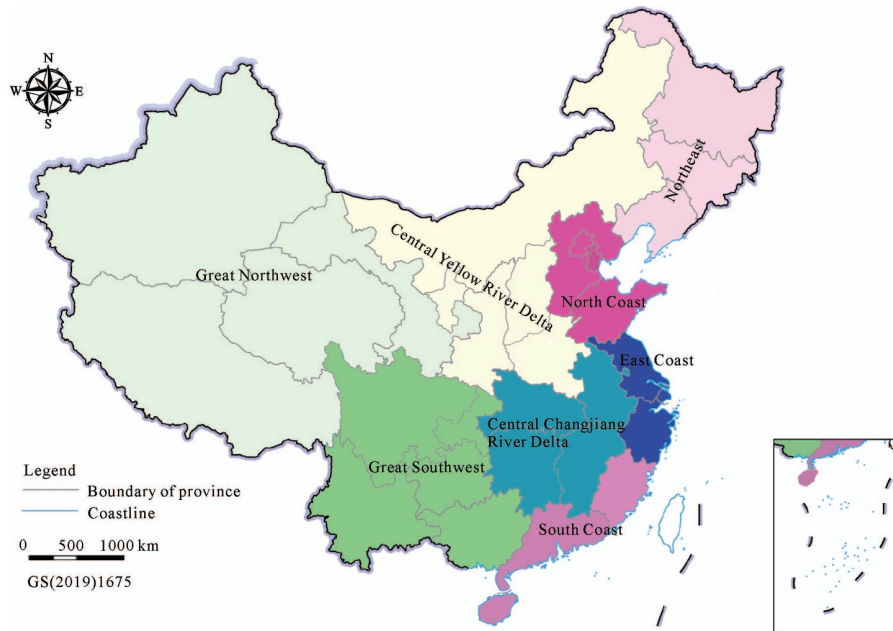 N
W E
S
Northeast
Central Yellow River Delta
Great Northwest
North Coast
East Coast
Central Changjiang
River Delta
Great Southwest
South Coast
Legend
Boundary of province
Coastline
0 500 1000 km
GS(2019)1675